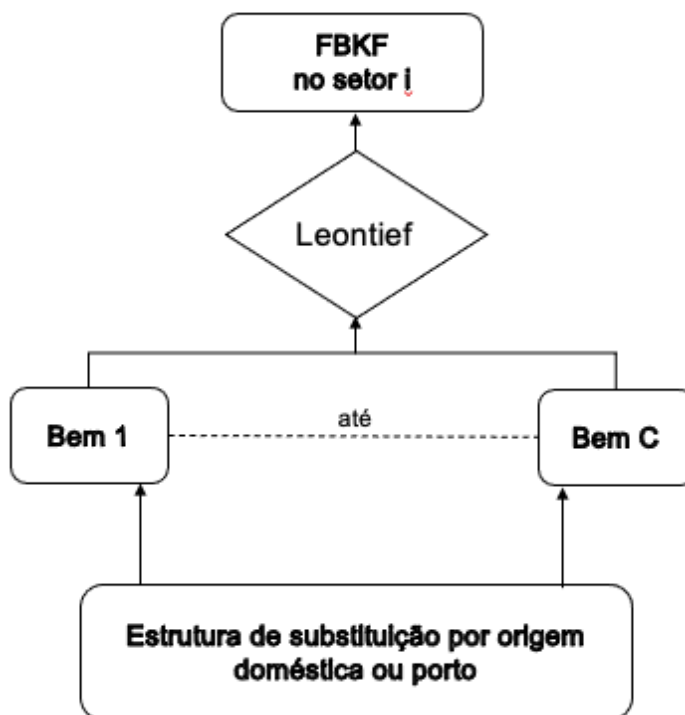 FBKF
no setor i
Leontief
até
Bem 1
Bem C
Estrutura de substituição por origem
doméstica ou porto